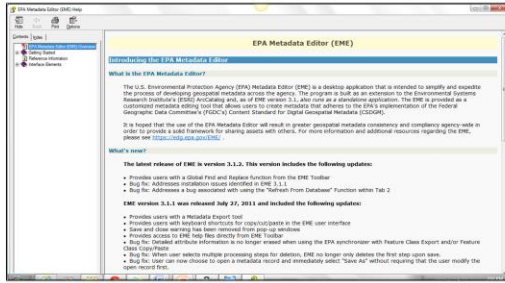 EPA Metadata Editor (EME) Help
Hide
Back
Print
Options
Contents
Index
EPA Metadata Editor (EME) Overview
Getting Started
Reference Information
Interface Elements
EPA Metadata Editor (EME)
Introducing the EPA Metadata Editor
What is the EPA Metadata Editor?
The U.S. Environmental Protection Agency (EPA) Metadata Editor (EME) is a desktop application that is intended to simplify and expedite
the process of developing geospatial metadata across the agency. The program is built as an extension to the Environmental Systems
Research Institute's (ESRI) ArcCatalog and, as of EME version 3.1, also runs as a standalone application. The EME is provided as a
customized metadata editing tool that allows users to create metadata that adheres to the EPA's implementation of the Federal
Geographic Data Committee's (FGDC's) Content Standard for Digital Geospatial Metadata (CSDGM).
It is hoped that the use of the EPA Metadata Editor will result in greater geospatial metadata consistency and compliency agency-wide in
order to provide a solid framework for sharing assets with others. For more information and additional resources regarding the EME,
please see https://edg.epa.gov/EME/ .
What's new?
The latest release of EME is version 3.1.2. This version includes the following updates:
• Provides users with a Global Find and Replace function from the EME Toolbar
• Bug fix: Addresses installation issues identified in EME 3.1.1
• Bug fix: Addresses a bug associated with using the "Refresh From Database" Function within Tab 2
EME version 3.1.1 was released July 27, 2011 and included the following updates:
• Provides users with a Metadata Export tool
• Provides users with keyboard shortcuts for copy/cut/paste in the EME user interface
• Save and close warning has been removed from pop-up windows
• Provides access to EME help files directly from EME Toolbar
• Bug fix: Detailed attribute information is no longer erased when using the EPA synchronizer with Feature Class Export and/or Feature
Class Copy/Paste
• Bug fix: When user selects multiple processing steps for deletion, EME no longer only deletes the first step upon save.
• Bug fix: User can now choose to open a metadata record and immediately select "Save As" without requiring that the user modify the
open record first.